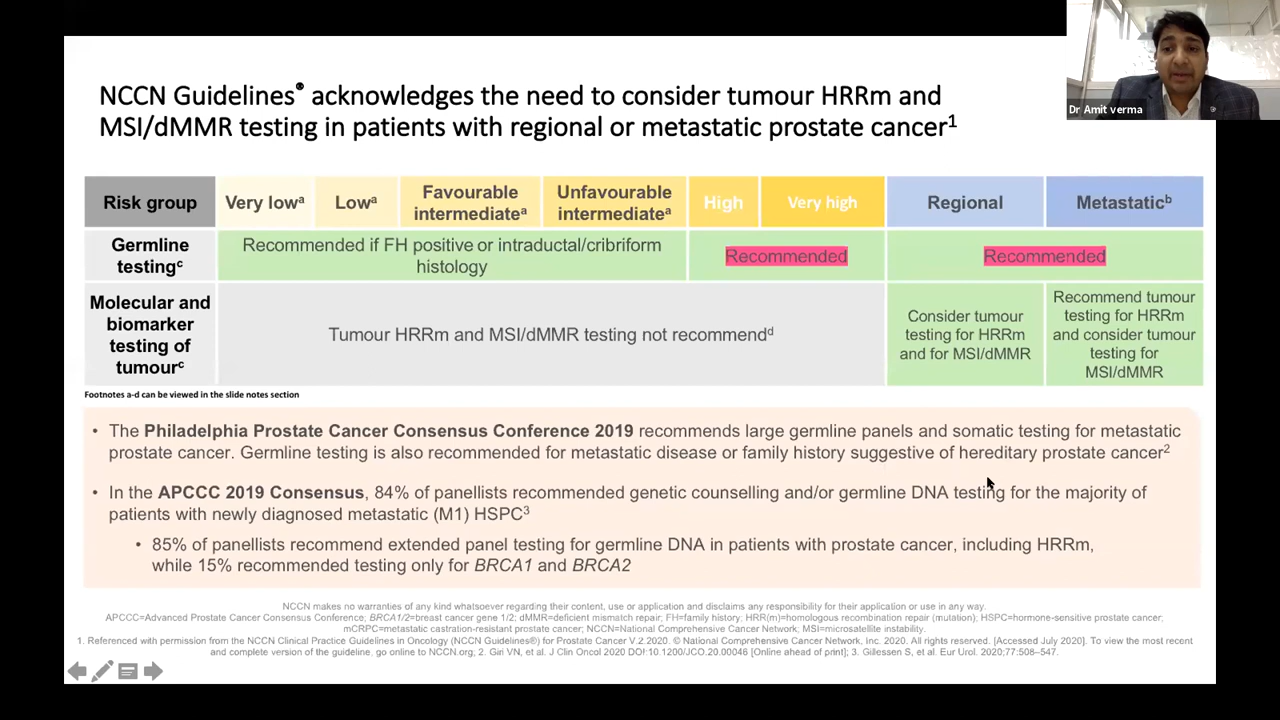 NCCN Guidelines® acknowledges the need to consider tumour HRRm and
MSI/dMMR testing in patients with regional or metastatic prostate cancer1
Dr Amit verma
Risk group
Very lowa
Lowa
Favourable
intermediatea
Unfavourable
intermediatea
High
Very high
Regional
Metastaticb
Germline
testingc
Recommended if FH positive or intraductal/cribriform
histology
Recommended
Recommended
Molecular and
biomarker
testing of
tumourc
Tumour HRRm and MSI/dMMR testing not recommendd
Consider tumour
testing for HRRm
and for MSI/dMMR
Recommend tumour
testing for HRRm
and consider tumour
testing for
MSI/dMMR
Footnotes a-d can be viewed in the slide notes section
• The Philadelphia Prostate Cancer Consensus Conference 2019 recommends large germline panels and somatic testing for metastatic
prostate cancer. Germline testing is also recommended for metastatic disease or family history suggestive of hereditary prostate cancer2
• In the APCCC 2019 Consensus, 84% of panellists recommended genetic counselling and/or germline DNA testing for the majority of
patients with newly diagnosed metastatic (M1) HSPC3
• 85% of panellists recommend extended panel testing for germline DNA in patients with prostate cancer, including HRRm,
while 15% recommended testing only for BRCA1 and BRCA2
NCCN makes no warranties of any kind whatsoever regarding their content, use or application and disclaims any responsibility for their application or use in any way.
APCCC=Advanced Prostate Cancer Consensus Conference; BRCA1/2=breast cancer gene 1/2; dMMR=deficient mismatch repair; FH=family history; HRR(m)=homologous recombination repair (mutation); HSPC=hormone-sensitive prostate cancer;
mCRPC=metastatic castration-resistant prostate cancer; NCCN=National Comprehensive Cancer Network; MSI=microsatellite instability.
1. Referenced with permission from the NCCN Clinical Practice Guidelines in Oncology (NCCN Guidelines®) for Prostate Cancer V.2.2020. © National Comprehensive Cancer Network, Inc. 2020. All rights reserved. [Accessed July 2020]. To view the most recent
and complete version of the guideline, go online to NCCN.org, 2. Giri VN, et al. J Clin Oncol 2020 DOI:10.1200/JCO.20.00046 [Online ahead of print]; 3. Gillessen S, et al. Eur Urol. 2020;77:508–547.